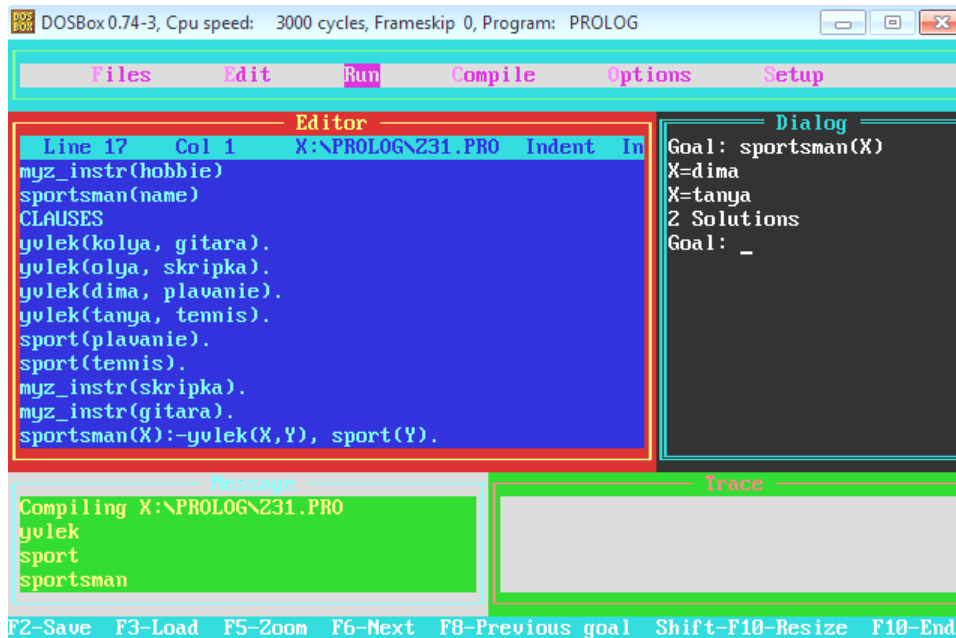 DOSBox 0.74-3, Cpu speed: 3000 cycles, Frameskip 0, Program: PROLOG
Files Edit Run Compile Options Setup
Editor
Line 17 Col 1 X:\PROLOG\Z31.PRO Indent In
myz_instr(hobbie)
sportsman(name)
CLAUSES
yvlek(kolya, gitara).
yvlek(olya, skripka).
yvlek(dima, plavanie).
yvlek(tanya, tennis).
sport(plavanie).
sport(tennis).
myz_instr(skripka).
myz_instr(gitara).
sportsman(X):-yvlek(X,Y), sport(Y).
Dialog
Goal: sportsman(X)
X=dima
X=tanya
2 Solutions
Goal: _
Message
Compiling X:\PROLOG\Z31.PRO
yvlek
sport
sportsman
Trace
F2-Save F3-Load F5-Zoom F6-Next F8-Previous goal Shift-F10-Resize F10-End